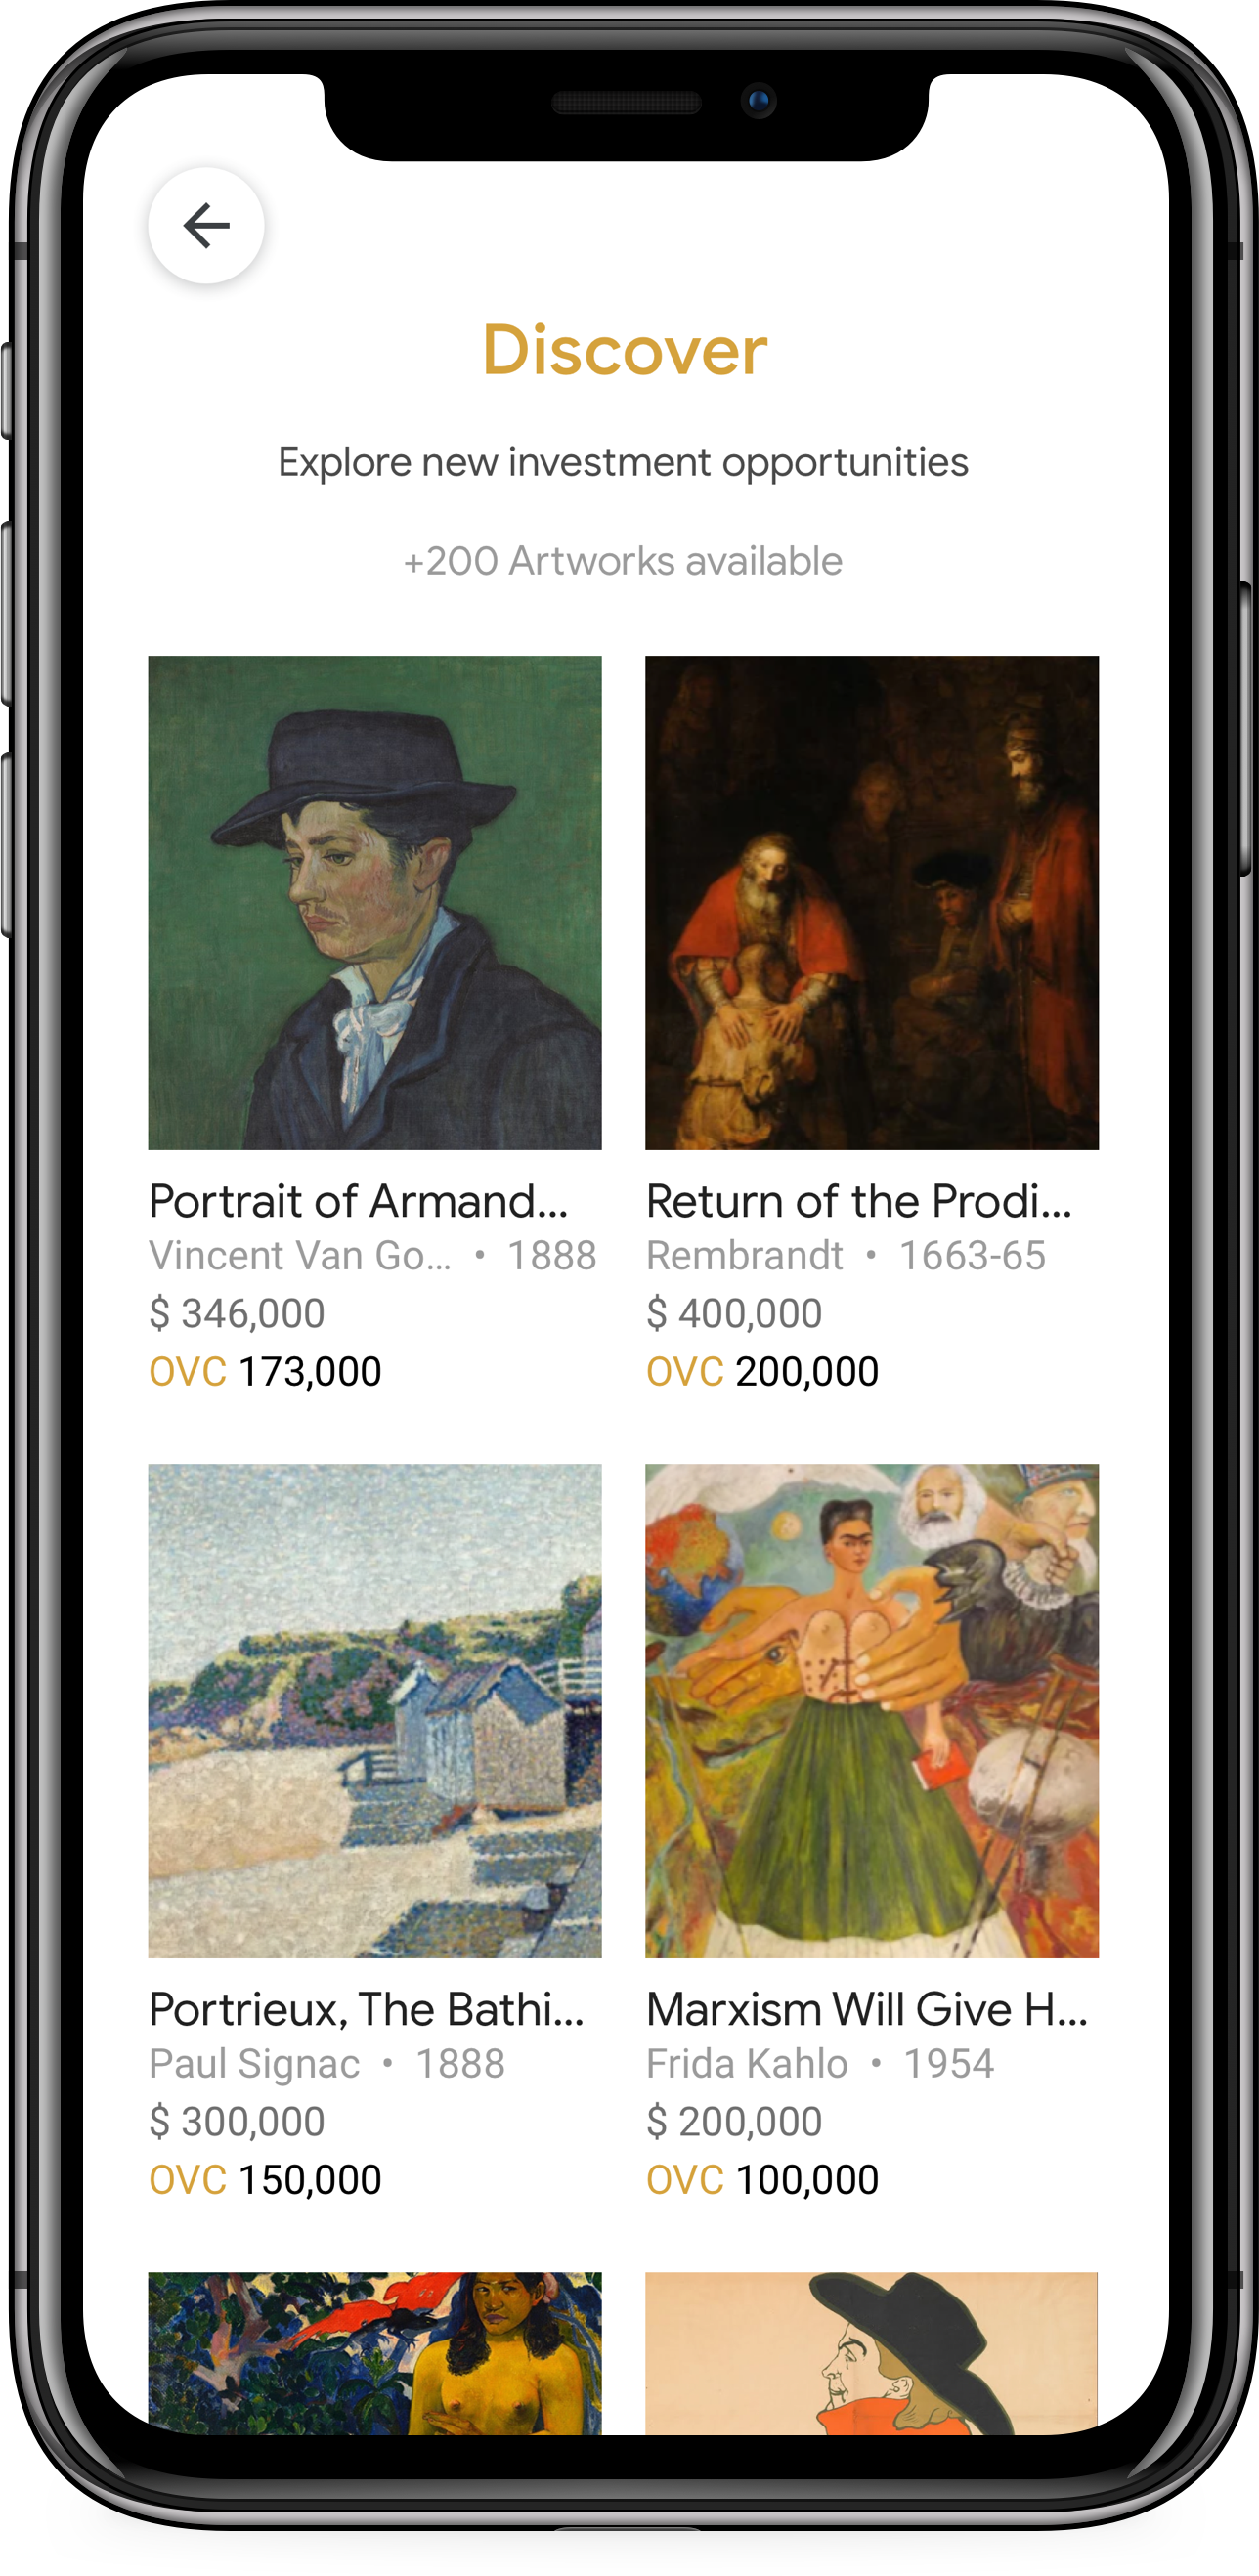 Discover
Explore new investment opportunities
+200 Artworks available
Portrait of Armand...
Vincent Van Go... • 1888
$ 346,000
OVC 173,000
Return of the Prodi...
Rembrandt • 1663-65
$ 400,000
OVC 200,000
Portrieux, The Bathi...
Paul Signac • 1888
$ 300,000
OVC 150,000
Marxism Will Give H...
Frida Kahlo • 1954
$ 200,000
OVC 100,000